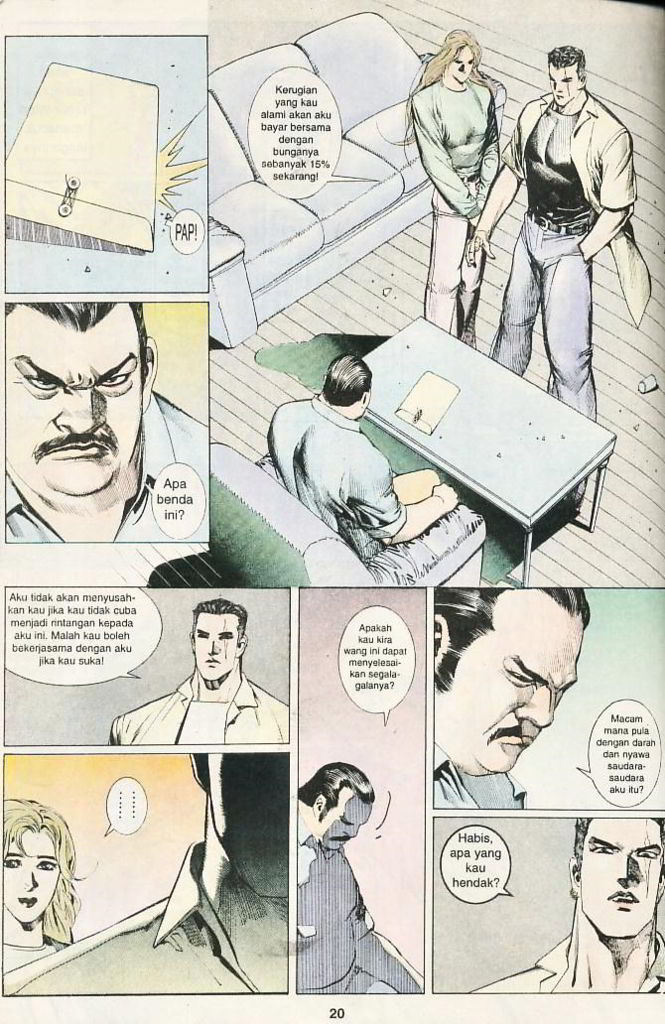 PAP!
Kerugian
yang kau
alami akan aku
bayar bersama
dengan
bunganya
sebanyak 15%
sekarang!
Apa
benda
ini?
Aku tidak akan menyusah-
kan kau jika kau tidak cuba
menjadi rintangan kepada
aku ini. Malah kau boleh
bekerjasama dengan aku
jika kau suka!
Apakah
kau kira
wang ini dapat
menyelesai-
kan segala-
galanya?
Macam
mana pula
dengan darah
dan nyawa
saudara-
saudara
aku itu?
Habis,
apa yang
kau
hendak?
20